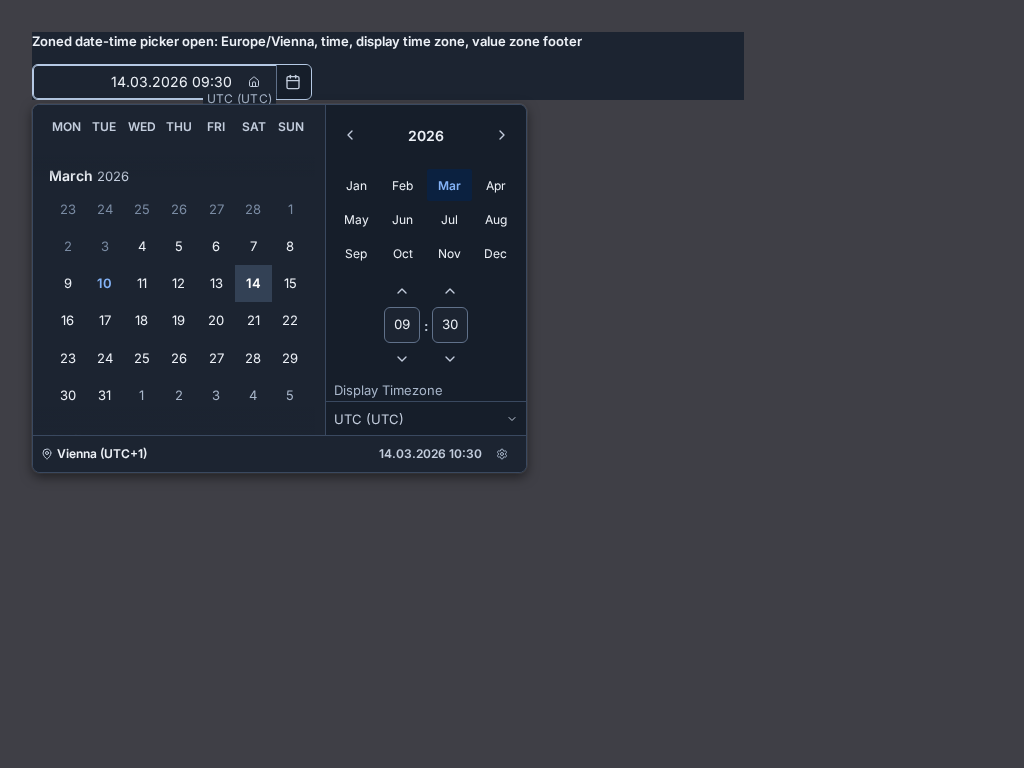 Zoned date-time picker open: Europe/Vienna, time, display time zone, value zone footer
14.03.2026 09:30
UTC (UTC)
MON TUE WED THU FRI SAT SUN
March 2026
23 24 25 26 27 28 1
2 3 4 5 6 7 8
9 10 11 12 13 14 15
16 17 18 19 20 21 22
23 24 25 26 27 28 29
30 31 1 2 3 4 5
2026
Jan Feb Mar Apr
May Jun Jul Aug
Sep Oct Nov Dec
09 : 30
Display Timezone
UTC (UTC)
Vienna (UTC+1) 14.03.2026 10:30